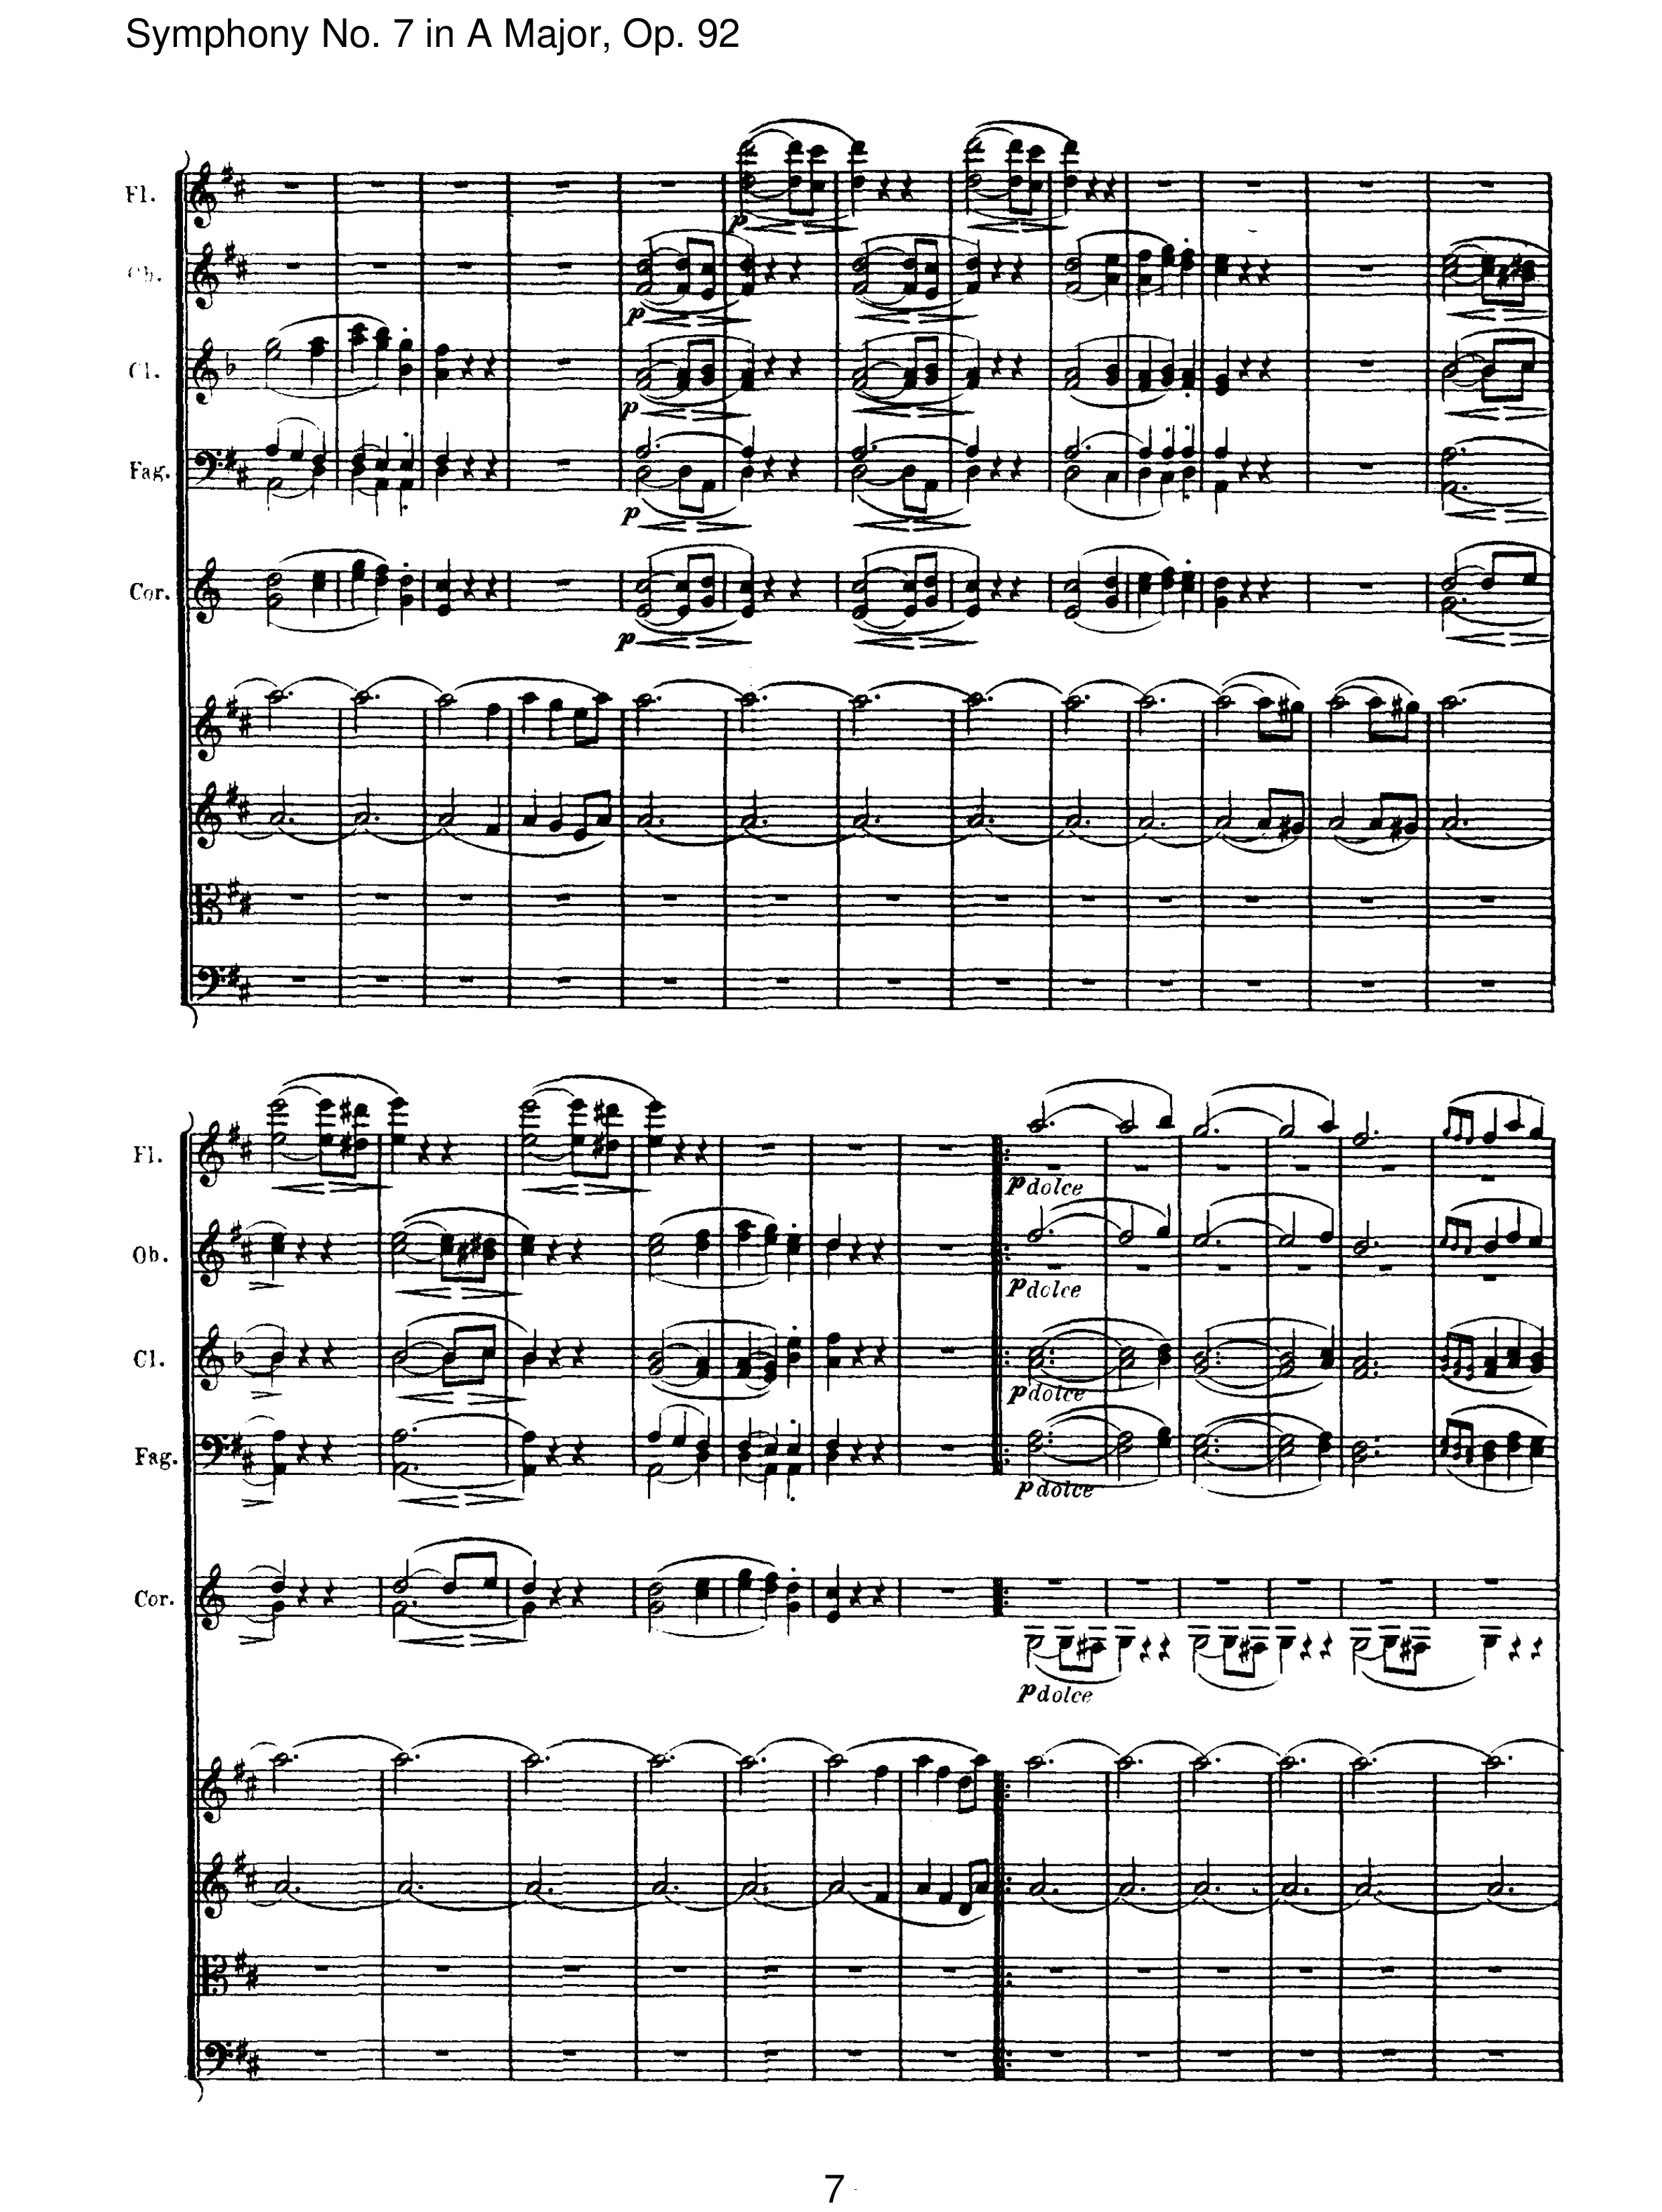 Symphony No. 7 in A Major, Op. 92
Fl.
p
Ob.
p
Cl.
p
Fag.
p
Cor.
p
Fl.
p dolce
Ob.
p dolce
Cl.
p dolce
Fag.
p dolce
Cor.
p dolce
7